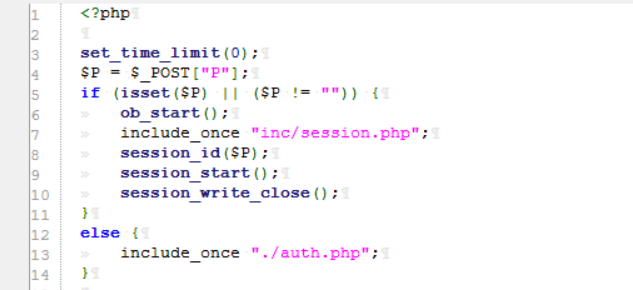 1 <?php
2
3 set_time_limit(0);
4 $P = $_POST["P"];
5 if (isset($P) || ($P != "")) {
6 ob_start();
7 include_once "inc/session.php";
8 session_id($P);
9 session_start();
10 session_write_close();
11 }
12 else {
13 include_once "./auth.php";
14 }